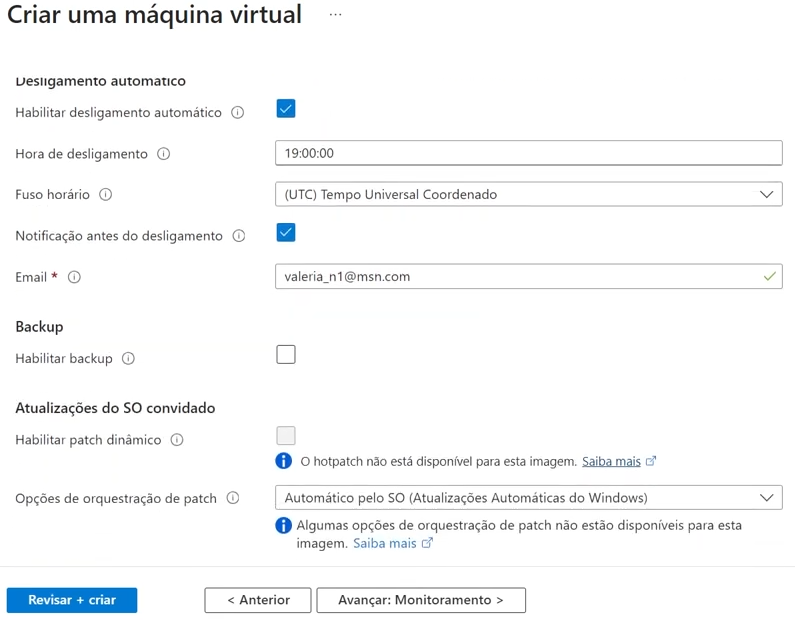 Criar uma máquina virtual ...
Desligamento automático
Habilitar desligamento automático
Hora de desligamento
19:00:00
Fuso horário
(UTC) Tempo Universal Coordenado
Notificação antes do desligamento
Email *
valeria_n1@msn.com
Backup
Habilitar backup
Atualizações do SO convidado
Habilitar patch dinâmico
O hotpatch não está disponível para esta imagem. Saiba mais
Opções de orquestração de patch
Automático pelo SO (Atualizações Automáticas do Windows)
Algumas opções de orquestração de patch não estão disponíveis para esta
imagem. Saiba mais
Revisar + criar
< Anterior
Avançar: Monitoramento >